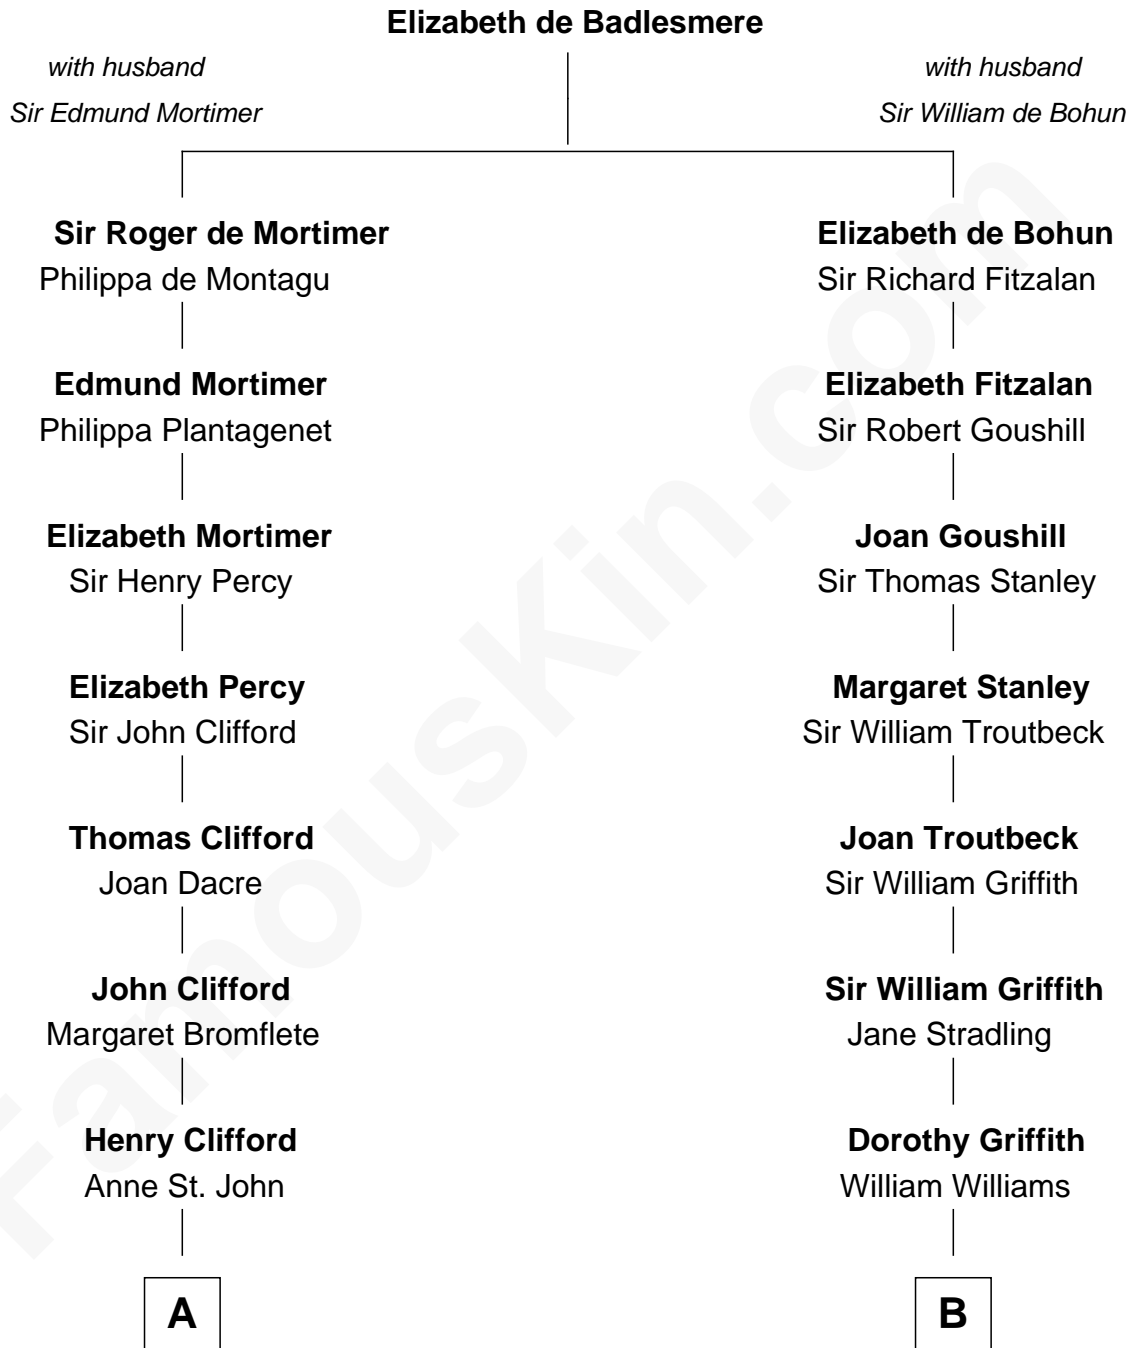 Elizabeth de Badlesmere
with husband
Sir Edmund Mortimer
with husband
Sir William de Bohun
Sir Roger de Mortimer
Philippa de Montagu
Elizabeth de Bohun
Sir Richard Fitzalan
Edmund Mortimer
Philippa Plantagenet
Elizabeth Fitzalan
Sir Robert Goushill
Elizabeth Mortimer
Sir Henry Percy
Joan Goushill
Sir Thomas Stanley
Elizabeth Percy
Sir John Clifford
Margaret Stanley
Sir William Troutbeck
Thomas Clifford
Joan Dacre
Joan Troutbeck
Sir William Griffith
John Clifford
Margaret Bromflete
Sir William Griffith
Jane Stradling
Henry Clifford
Anne St. John
Dorothy Griffith
William Williams
A
B
FamousKin.com